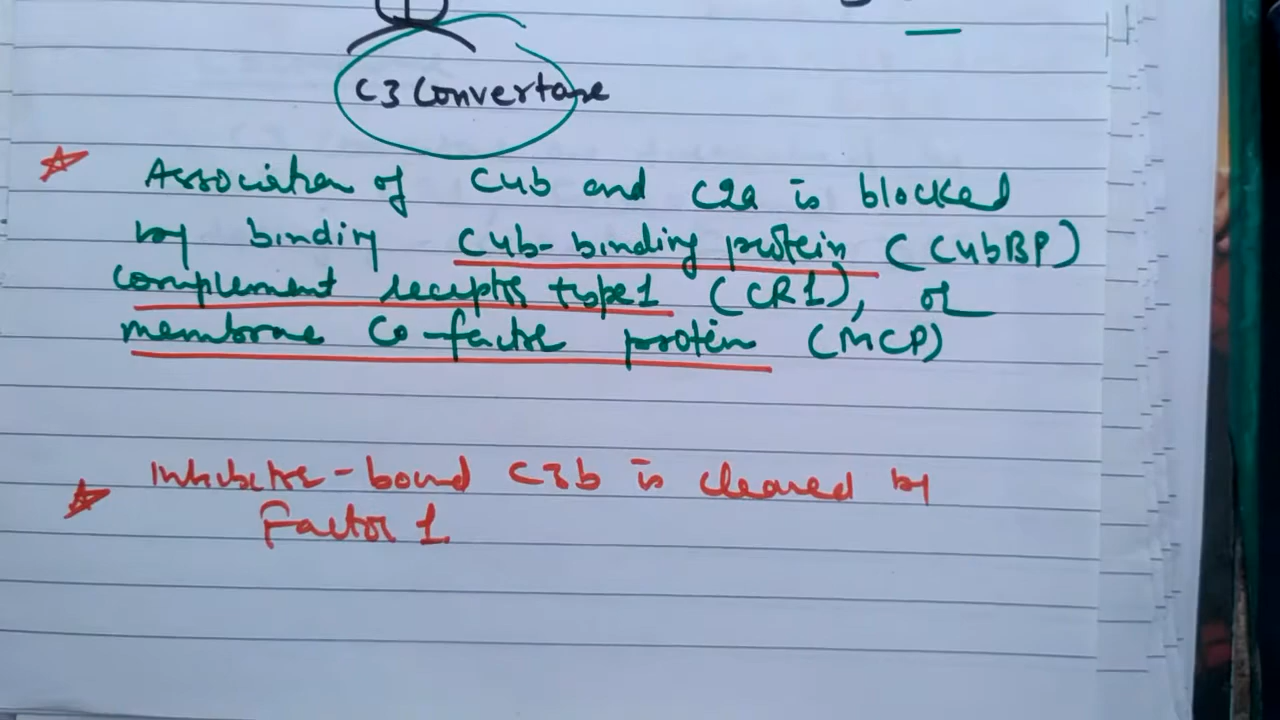 C3 Convertase
Association of C4b and C2a is blocked
by binding C4b-binding protein (C4bBP)
complement receptor type 1 (CR1), or
membrane Co-factor protein (MCP)
Inhibitor-bound C3b is cleaved by
Factor 1